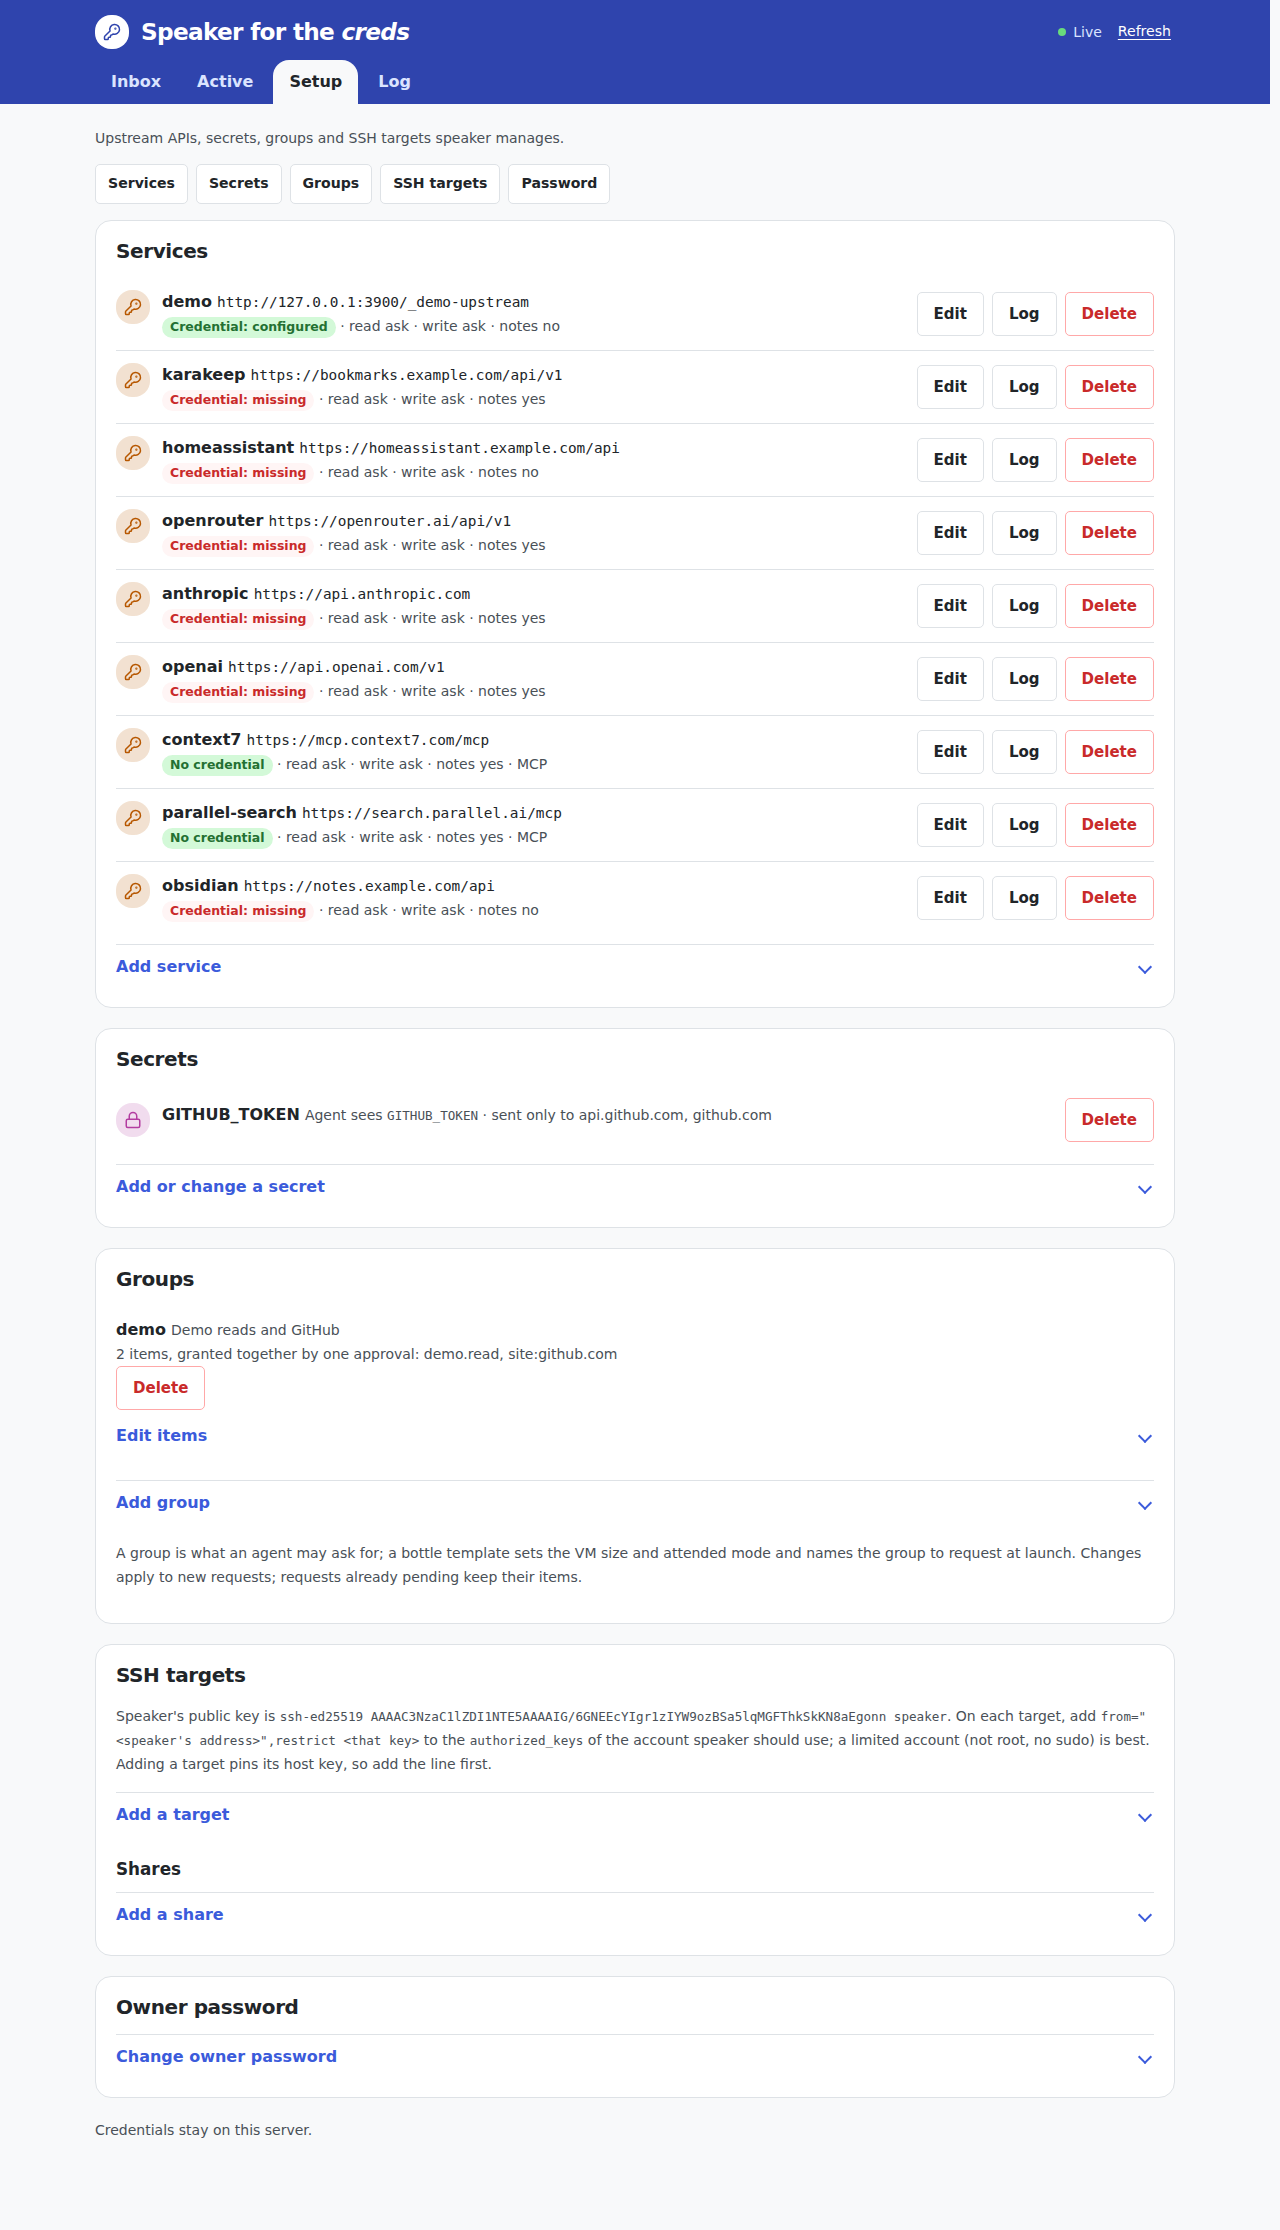 Speaker for the creds
Live Refresh
Inbox Active Setup Log
Upstream APIs, secrets, groups and SSH targets speaker manages.
Services Secrets Groups SSH targets Password
Services
demo http://127.0.0.1:3900/_demo-upstream
Credential: configured · read ask · write ask · notes no
Edit Log Delete
karakeep https://bookmarks.example.com/api/v1
Credential: missing · read ask · write ask · notes yes
Edit Log Delete
homeassistant https://homeassistant.example.com/api
Credential: missing · read ask · write ask · notes no
Edit Log Delete
openrouter https://openrouter.ai/api/v1
Credential: missing · read ask · write ask · notes yes
Edit Log Delete
anthropic https://api.anthropic.com
Credential: missing · read ask · write ask · notes yes
Edit Log Delete
openai https://api.openai.com/v1
Credential: missing · read ask · write ask · notes yes
Edit Log Delete
context7 https://mcp.context7.com/mcp
No credential · read ask · write ask · notes yes · MCP
Edit Log Delete
parallel-search https://search.parallel.ai/mcp
No credential · read ask · write ask · notes yes · MCP
Edit Log Delete
obsidian https://notes.example.com/api
Credential: missing · read ask · write ask · notes no
Edit Log Delete
Add service
Secrets
GITHUB_TOKEN Agent sees GITHUB_TOKEN · sent only to api.github.com, github.com
Delete
Add or change a secret
Groups
demo Demo reads and GitHub
2 items, granted together by one approval: demo.read, site:github.com
Delete
Edit items
Add group
A group is what an agent may ask for; a bottle template sets the VM size and attended mode and names the group to request at launch. Changes
apply to new requests; requests already pending keep their items.
SSH targets
Speaker's public key is ssh-ed25519 AAAAC3NzaC1lZDI1NTE5AAAAIG/6GNEEcYIgr1zIYW9ozBSa5lqMGFThkSkKN8aEgonn speaker. On each target, add from="
<speaker's address>",restrict <that key> to the authorized_keys of the account speaker should use; a limited account (not root, no sudo) is best.
Adding a target pins its host key, so add the line first.
Add a target
Shares
Add a share
Owner password
Change owner password
Credentials stay on this server.